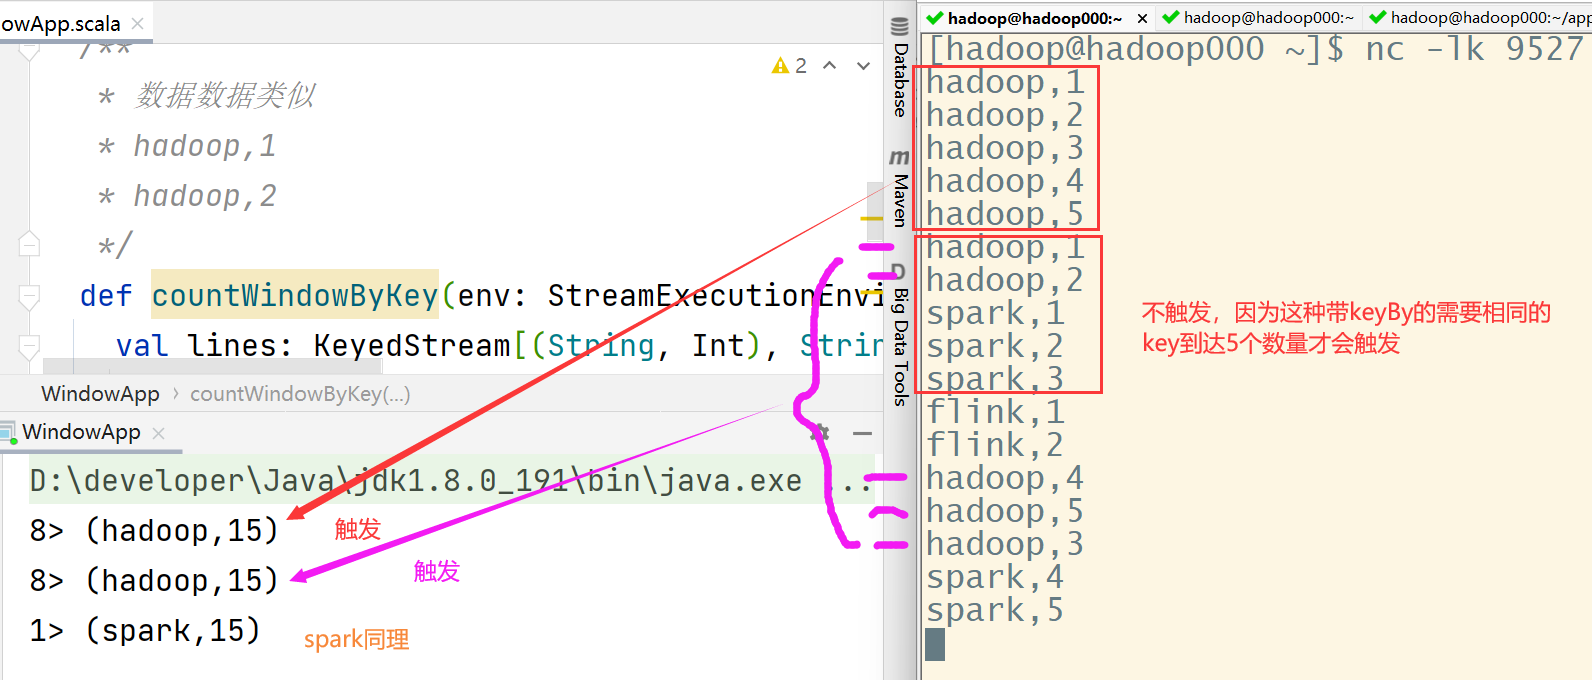 owApp.scala
/**
* 数据数据类似
* hadoop,1
* hadoop,2
*/
def countWindowByKey(env: StreamExecutionEnvi
val lines: KeyedStream[(String, Int), Strin
2
WindowApp › countWindowByKey(...)
WindowApp
D:\developer\Java\jdk1.8.0_191\bin\java.exe ...
8> (hadoop,15)
触发
8> (hadoop,15)
触发
1> (spark,15)
spark同理
Database
m Maven
D Big Data Tools
hadoop@hadoop000:~
hadoop@hadoop000:~
hadoop@hadoop000:~/app
[hadoop@hadoop000 ~]$ nc -lk 9527
hadoop,1
hadoop,2
hadoop,3
hadoop,4
hadoop,5
hadoop,1
hadoop,2
spark,1
spark,2
spark,3
flink,1
flink,2
hadoop,4
hadoop,5
hadoop,3
spark,4
spark,5
不触发，因为这种带keyBy的需要相同的
key到达5个数量才会触发